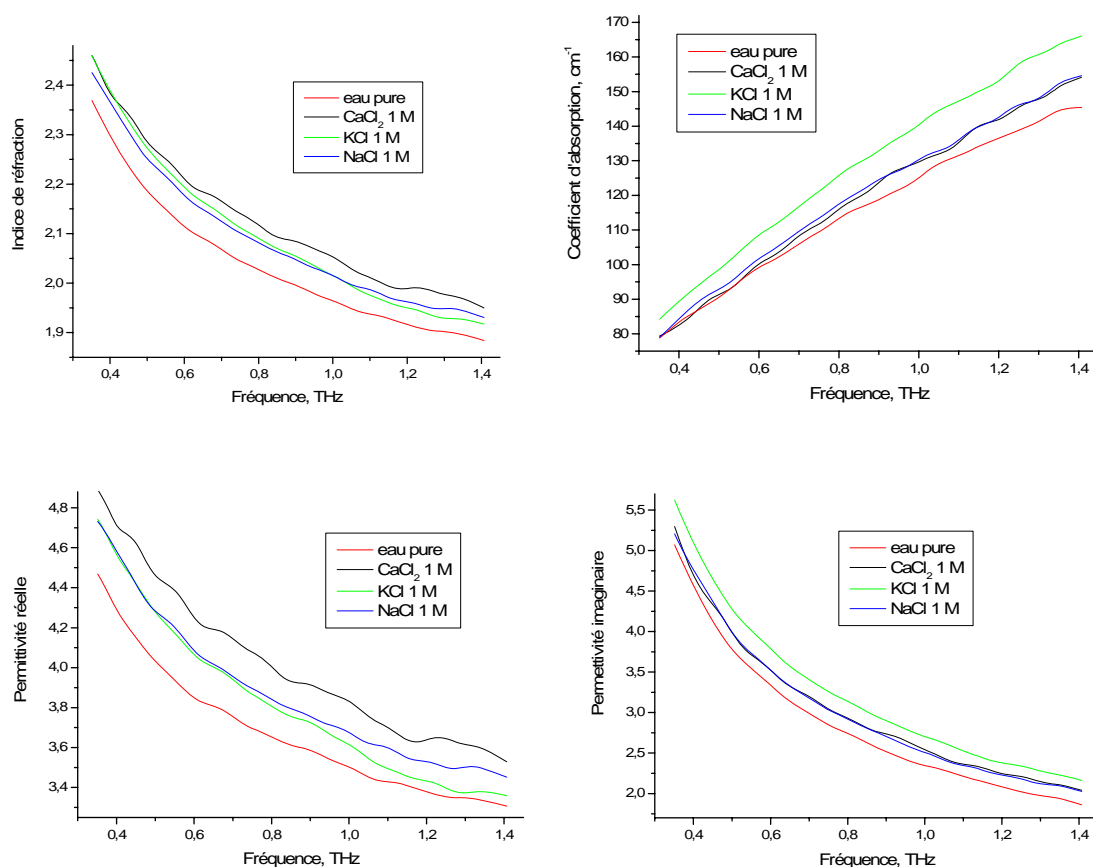 2,4
2,3
2,2
2,1
2,0
1,9
Indice de réfraction
eau pure
CaCl2 1 M
KCl 1 M
NaCl 1 M
0,4 0,6 0,8 1,0 1,2 1,4
Fréquence, THz
170
160
150
140
130
120
110
100
90
80
Coefficient d'absorption, cm-1
eau pure
CaCl2 1 M
KCl 1 M
NaCl 1 M
0,4 0,6 0,8 1,0 1,2 1,4
Fréquence, THz
4,8
4,6
4,4
4,2
4,0
3,8
3,6
3,4
Permittivité réelle
eau pure
CaCl2 1 M
KCl 1 M
NaCl 1 M
0,4 0,6 0,8 1,0 1,2 1,4
Fréquence, THz
5,5
5,0
4,5
4,0
3,5
3,0
2,5
2,0
Permettivité imaginaire
eau pure
CaCl2 1 M
KCl 1 M
NaCl 1 M
0,4 0,6 0,8 1,0 1,2 1,4
Fréquence, THz